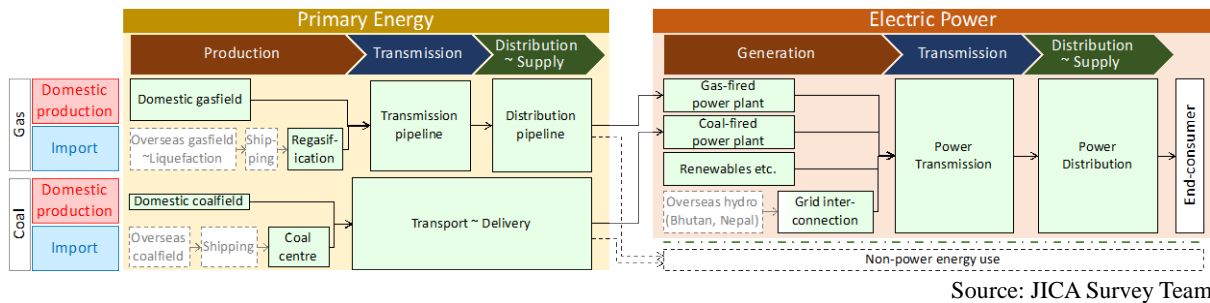 Primary Energy
Electric Power
Production
Transmission
Distribution
~ Supply
Generation
Transmission
Distribution
~ Supply
Gas
Domestic
production
Import
Domestic gasfield
Overseas gasfield
~Liquefaction
Ship-
ping
Regasif-
ication
Transmission
pipeline
Distribution
pipeline
Coal
Domestic
production
Import
Domestic coalfield
Overseas
coalfield
Shipping
Coal
centre
Transport ~ Delivery
Gas-fired
power plant
Coal-fired
power plant
Renewables etc.
Overseas hydro
(Bhutan, Nepal)
Grid inter-
connection
Power
Transmission
Power
Distribution
End-consumer
Non-power energy use
Source: JICA Survey Team